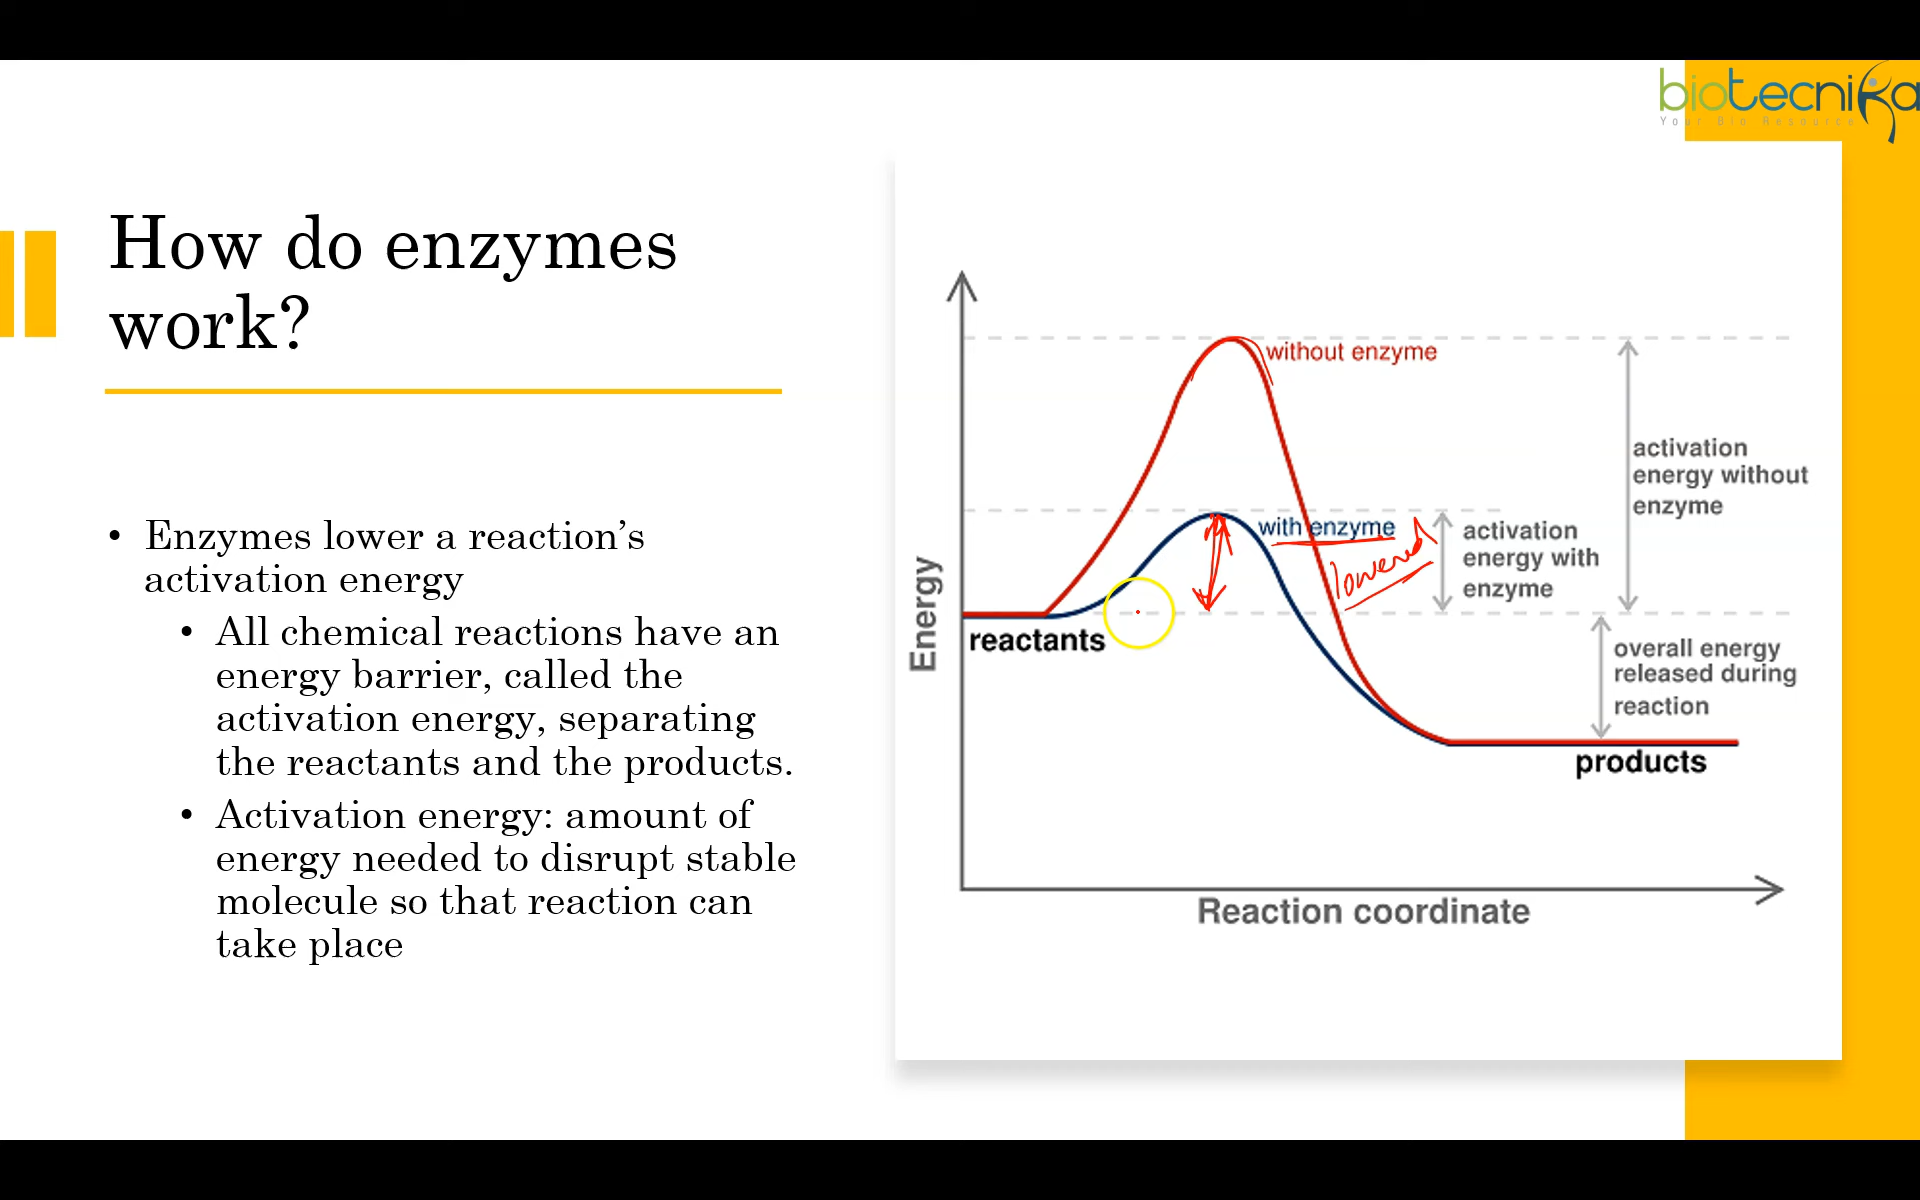 biotecnika
Your Bio Resource
How do enzymes
work?
• Enzymes lower a reaction's
activation energy
• All chemical reactions have an
energy barrier, called the
activation energy, separating
the reactants and the products.
• Activation energy: amount of
energy needed to disrupt stable
molecule so that reaction can
take place
Energy
without enzyme
with enzyme
lowered
reactants
activation
energy without
enzyme
activation
energy with
enzyme
overall energy
released during
reaction
products
Reaction coordinate